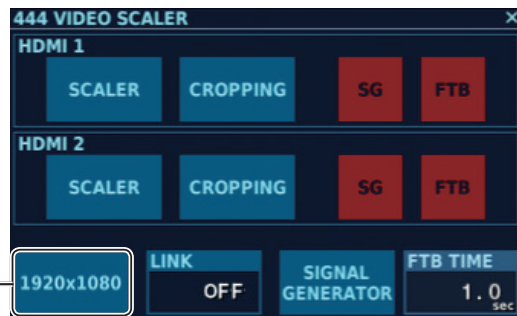 444 VIDEO SCALER ×
HDMI 1
SCALER CROPPING SG FTB
HDMI 2
SCALER CROPPING SG FTB
1920x1080
LINK
OFF
SIGNAL
GENERATOR
FTB TIME
1.0
sec